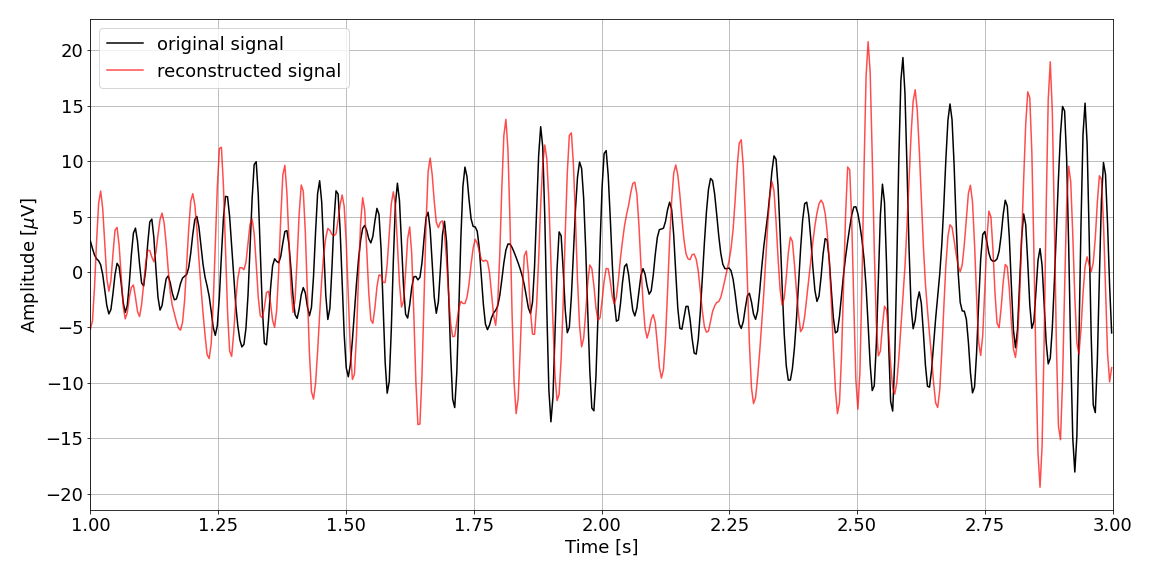 original signal
reconstructed signal
Amplitude [μV]
20
15
10
5
0
−5
−10
−15
−20
1.00 1.25 1.50 1.75 2.00 2.25 2.50 2.75 3.00
Time [s]